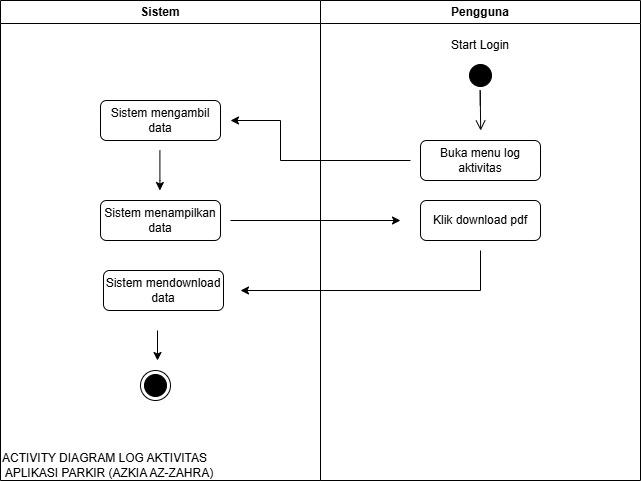 Sistem
Pengguna
Start Login
Sistem mengambil
data
Buka menu log
aktivitas
Sistem menampilkan
data
Klik download pdf
Sistem mendownload
data
ACTIVITY DIAGRAM LOG AKTIVITAS
APLIKASI PARKIR (AZKIA AZ-ZAHRA)